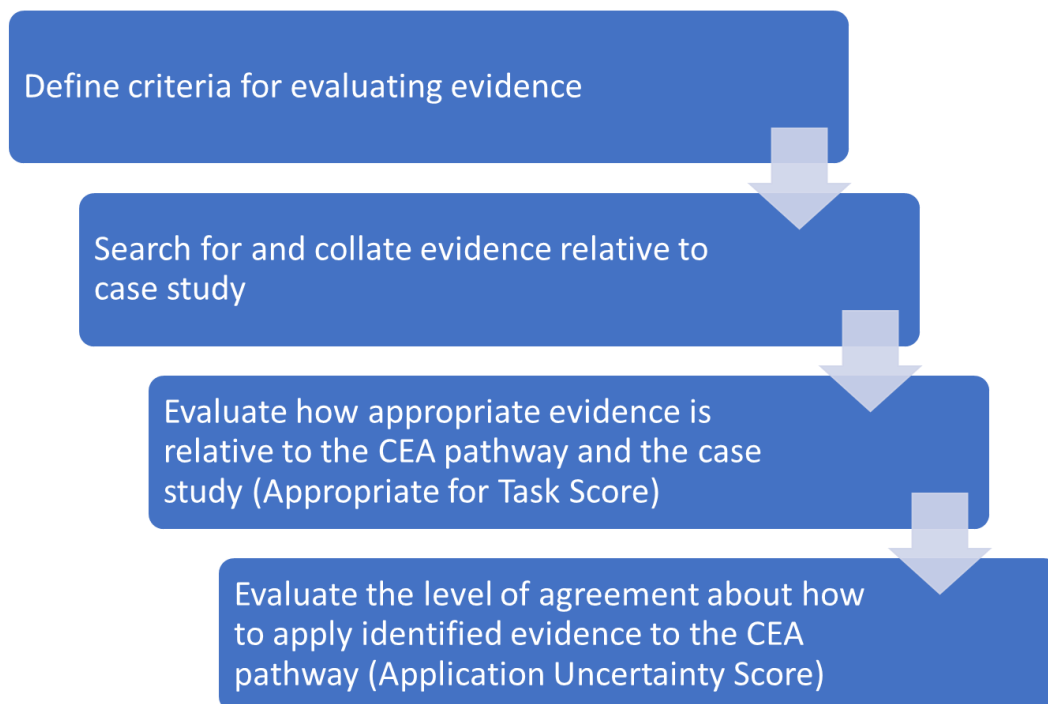 Define criteria for evaluating evidence
Search for and collate evidence relative to
case study
Evaluate how appropriate evidence is
relative to the CEA pathway and the case
study (Appropriate for Task Score)
Evaluate the level of agreement about how
to apply identified evidence to the CEA
pathway (Application Uncertainty Score)